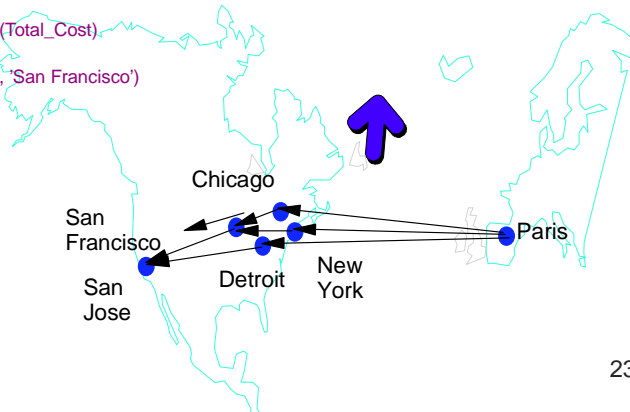 (Total_Cost)
, 'San Francisco')
Chicago
San
Francisco
Paris
Detroit
New
York
San
Jose
23